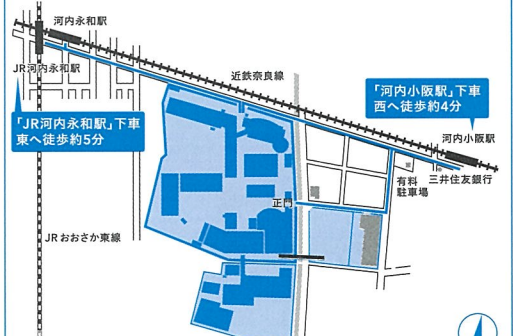 河内永和駅
JR河内永和駅
近鉄奈良線
「JR河内永和駅」下車
東へ徒歩約5分
「河内小阪駅」下車
西へ徒歩約4分
河内小阪駅
三井住友銀行
有料
駐車場
正門
JRおおさか東線